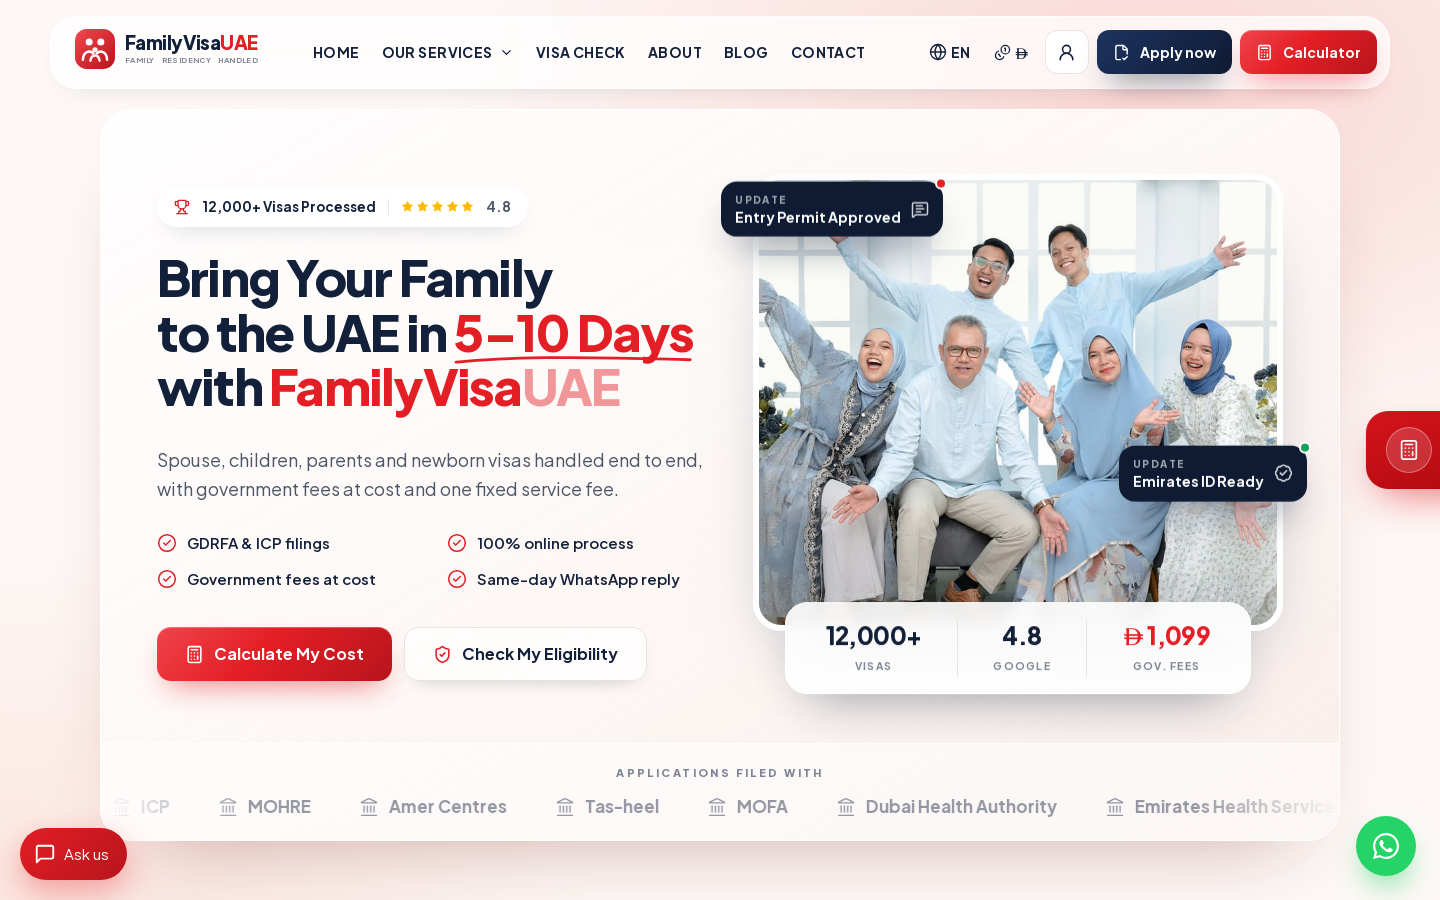 FamilyVisaUAE
FAMILY RESIDENCY HANDLED
HOME
OUR SERVICES
VISA CHECK
ABOUT
BLOG
CONTACT
EN
Apply now
Calculator
12,000+ Visas Processed
4.8
Bring Your Family
to the UAE in 5–10 Days
with FamilyVisaUAE
Spouse, children, parents and newborn visas handled end to end,
with government fees at cost and one fixed service fee.
GDRFA & ICP filings
100% online process
Government fees at cost
Same-day WhatsApp reply
Calculate My Cost
Check My Eligibility
UPDATE
Entry Permit Approved
UPDATE
Emirates ID Ready
12,000+
VISAS
4.8
GOOGLE
1,099
GOV. FEES
APPLICATIONS FILED WITH
ICP
MOHRE
Amer Centres
Tas-heel
MOFA
Dubai Health Authority
Emirates Health Service
Ask us